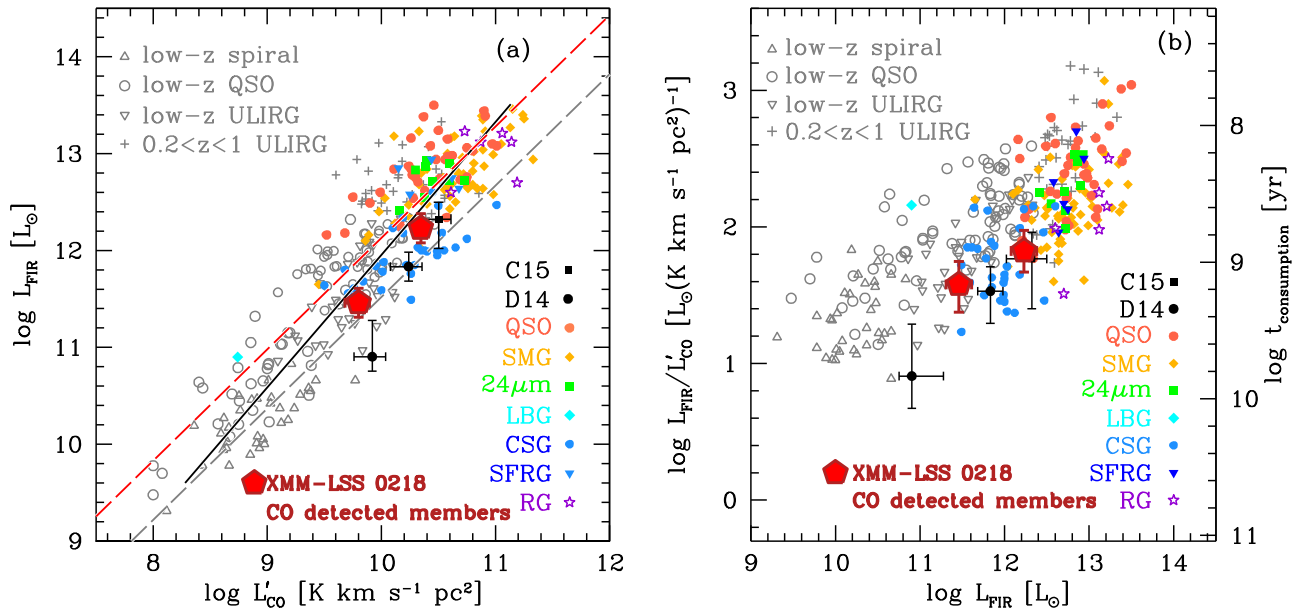 (a)
low-z spiral
low-z QSO
low-z ULIRG
0.2<z<1 ULIRG
C15
D14
QSO
SMG
24μm
LBG
CSG
SFRG
RG
XMM-LSS 0218
CO detected members
14
13
12
11
10
9
log L_FIR [L_⊙]
8
9
10
11
12
log L'_CO [K km s⁻¹ pc²]
(b)
low-z spiral
low-z QSO
low-z ULIRG
0.2<z<1 ULIRG
C15
D14
QSO
SMG
24μm
LBG
CSG
SFRG
RG
XMM-LSS 0218
CO detected members
3
2
1
0
log L_FIR/L'_CO [L_⊙(K km s⁻¹ pc²)⁻¹]
9
10
11
12
13
14
log L_FIR [L_⊙]
8
9
10
11
log t_consumption [yr]